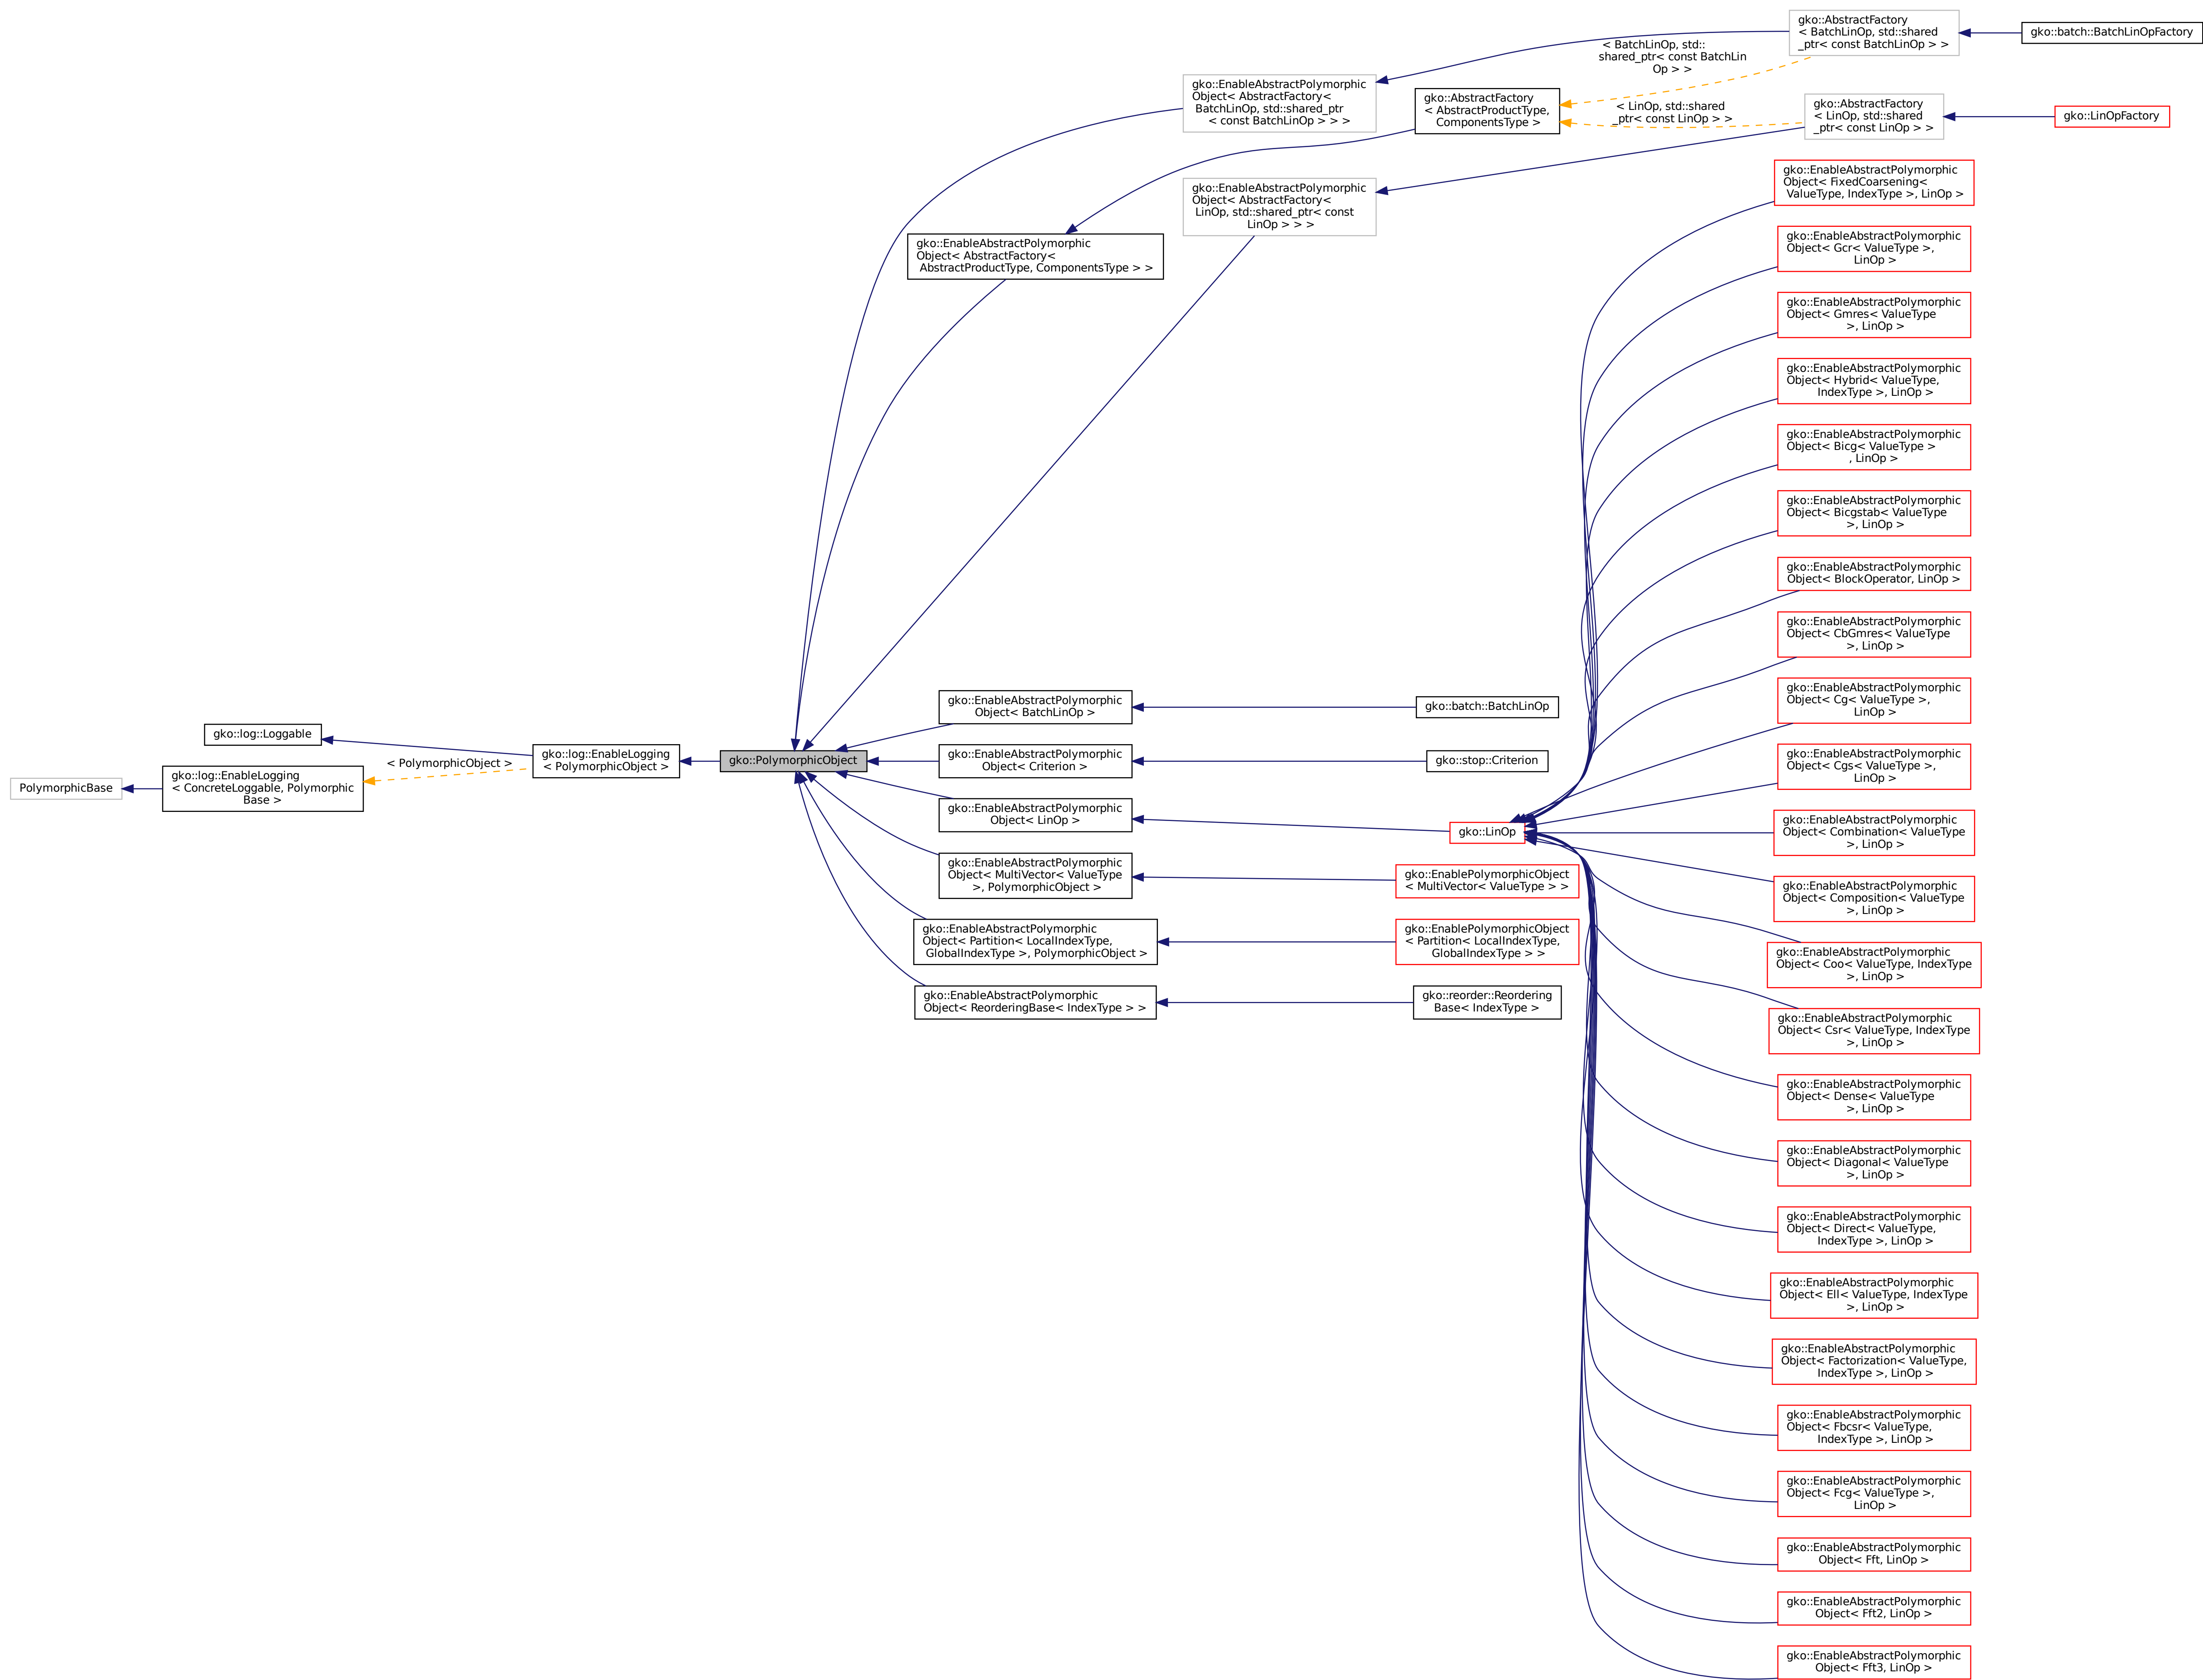 PolymorphicBase
gko::log::Loggable
gko::log::EnableLogging
< ConcreteLoggable, Polymorphic
Base >
< PolymorphicObject >
gko::log::EnableLogging
< PolymorphicObject >
gko::PolymorphicObject
gko::EnableAbstractPolymorphic
Object< AbstractFactory<
BatchLinOp, std::shared_ptr
< const BatchLinOp > > >
gko::EnableAbstractPolymorphic
Object< AbstractFactory<
AbstractProductType, ComponentsType > >
gko::EnableAbstractPolymorphic
Object< AbstractFactory<
LinOp, std::shared_ptr< const
LinOp > > >
gko::EnableAbstractPolymorphic
Object< BatchLinOp >
gko::EnableAbstractPolymorphic
Object< Criterion >
gko::EnableAbstractPolymorphic
Object< LinOp >
gko::EnableAbstractPolymorphic
Object< MultiVector< ValueType
>, PolymorphicObject >
gko::EnableAbstractPolymorphic
Object< Partition< LocalIndexType,
GlobalIndexType >, PolymorphicObject >
gko::EnableAbstractPolymorphic
Object< ReorderingBase< IndexType > >
gko::AbstractFactory
< AbstractProductType,
ComponentsType >
gko::batch::BatchLinOp
gko::stop::Criterion
gko::LinOp
gko::EnablePolymorphicObject
< MultiVector< ValueType > >
gko::EnablePolymorphicObject
< Partition< LocalIndexType,
GlobalIndexType > >
gko::reorder::Reordering
Base< IndexType >
< BatchLinOp, std::
shared_ptr< const BatchLin
Op > >
< LinOp, std::shared
_ptr< const LinOp > >
gko::AbstractFactory
< BatchLinOp, std::shared
_ptr< const BatchLinOp > >
gko::batch::BatchLinOpFactory
gko::AbstractFactory
< LinOp, std::shared
_ptr< const LinOp > >
gko::LinOpFactory
gko::EnableAbstractPolymorphic
Object< FixedCoarsening<
ValueType, IndexType >, LinOp >
gko::EnableAbstractPolymorphic
Object< Gcr< ValueType >,
LinOp >
gko::EnableAbstractPolymorphic
Object< Gmres< ValueType
>, LinOp >
gko::EnableAbstractPolymorphic
Object< Hybrid< ValueType,
IndexType >, LinOp >
gko::EnableAbstractPolymorphic
Object< Bicg< ValueType >
, LinOp >
gko::EnableAbstractPolymorphic
Object< Bicgstab< ValueType
>, LinOp >
gko::EnableAbstractPolymorphic
Object< BlockOperator, LinOp >
gko::EnableAbstractPolymorphic
Object< CbGmres< ValueType
>, LinOp >
gko::EnableAbstractPolymorphic
Object< Cg< ValueType >,
LinOp >
gko::EnableAbstractPolymorphic
Object< Cgs< ValueType >,
LinOp >
gko::EnableAbstractPolymorphic
Object< Combination< ValueType
>, LinOp >
gko::EnableAbstractPolymorphic
Object< Composition< ValueType
>, LinOp >
gko::EnableAbstractPolymorphic
Object< Coo< ValueType, IndexType
>, LinOp >
gko::EnableAbstractPolymorphic
Object< Csr< ValueType, IndexType
>, LinOp >
gko::EnableAbstractPolymorphic
Object< Dense< ValueType
>, LinOp >
gko::EnableAbstractPolymorphic
Object< Diagonal< ValueType
>, LinOp >
gko::EnableAbstractPolymorphic
Object< Direct< ValueType,
IndexType >, LinOp >
gko::EnableAbstractPolymorphic
Object< Ell< ValueType, IndexType
>, LinOp >
gko::EnableAbstractPolymorphic
Object< Factorization< ValueType,
IndexType >, LinOp >
gko::EnableAbstractPolymorphic
Object< Fbcsr< ValueType,
IndexType >, LinOp >
gko::EnableAbstractPolymorphic
Object< Fcg< ValueType >,
LinOp >
gko::EnableAbstractPolymorphic
Object< Fft, LinOp >
gko::EnableAbstractPolymorphic
Object< Fft2, LinOp >
gko::EnableAbstractPolymorphic
Object< Fft3, LinOp >